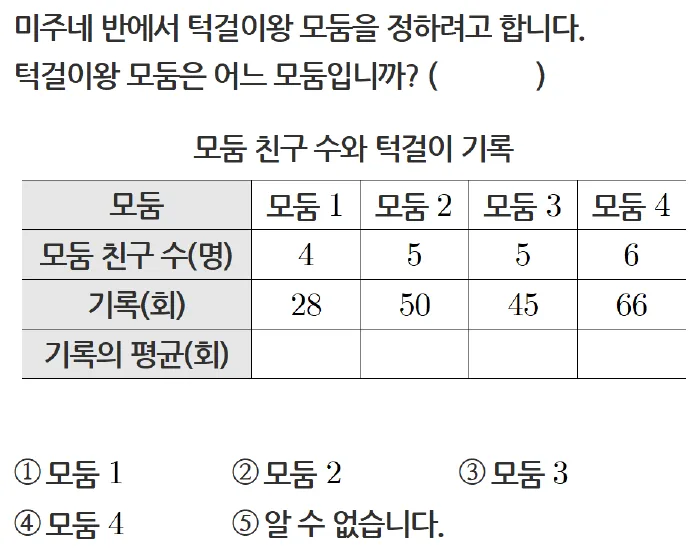 미주네 반에서 턱걸이왕 모둠을 정하려고 합니다.
턱걸이왕 모둠은 어느 모둠입니까? (          )
모둠 친구 수와 턱걸이 기록
모둠 모둠 1 모둠 2 모둠 3 모둠 4
모둠 친구 수(명) 4 5 5 6
기록(회) 28 50 45 66
기록의 평균(회)
① 모둠 1 ② 모둠 2 ③ 모둠 3
④ 모둠 4 ⑤ 알 수 없습니다.